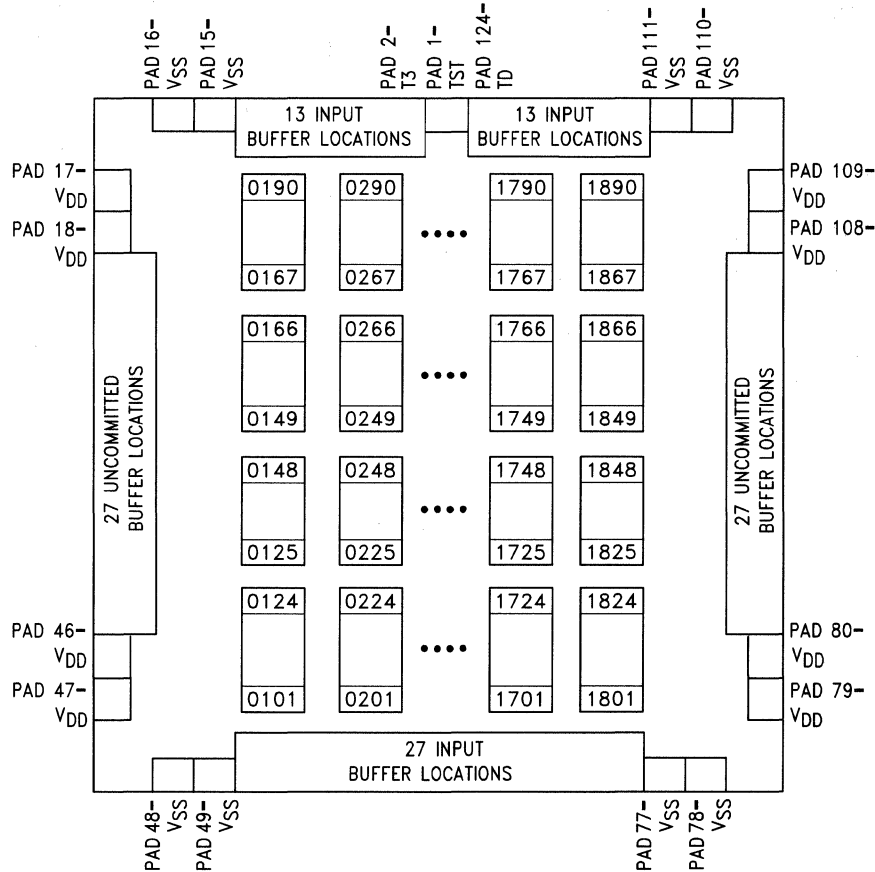 PAD 16-
VSS
PAD 15-
VSS
PAD 2-
T3
PAD 1-
TST
PAD 124-
TD
PAD 111-
VSS
PAD 110-
VSS
13 INPUT
BUFFER LOCATIONS
13 INPUT
BUFFER LOCATIONS
PAD 17-
VDD
PAD 18-
VDD
PAD 109-
VDD
PAD 108-
VDD
0190 0290 •••• 1790 1890
0167 0267 1767 1867
0166 0266 •••• 1766 1866
0149 0249 1749 1849
0148 0248 •••• 1748 1848
0125 0225 1725 1825
0124 0224 •••• 1724 1824
0101 0201 1701 1801
27 UNCOMMITTED
BUFFER LOCATIONS
27 UNCOMMITTED
BUFFER LOCATIONS
PAD 46-
VDD
PAD 47-
VDD
PAD 80-
VDD
PAD 79-
VDD
27 INPUT
BUFFER LOCATIONS
PAD 48-
VSS
PAD 49-
VSS
PAD 77-
VSS
PAD 78-
VSS